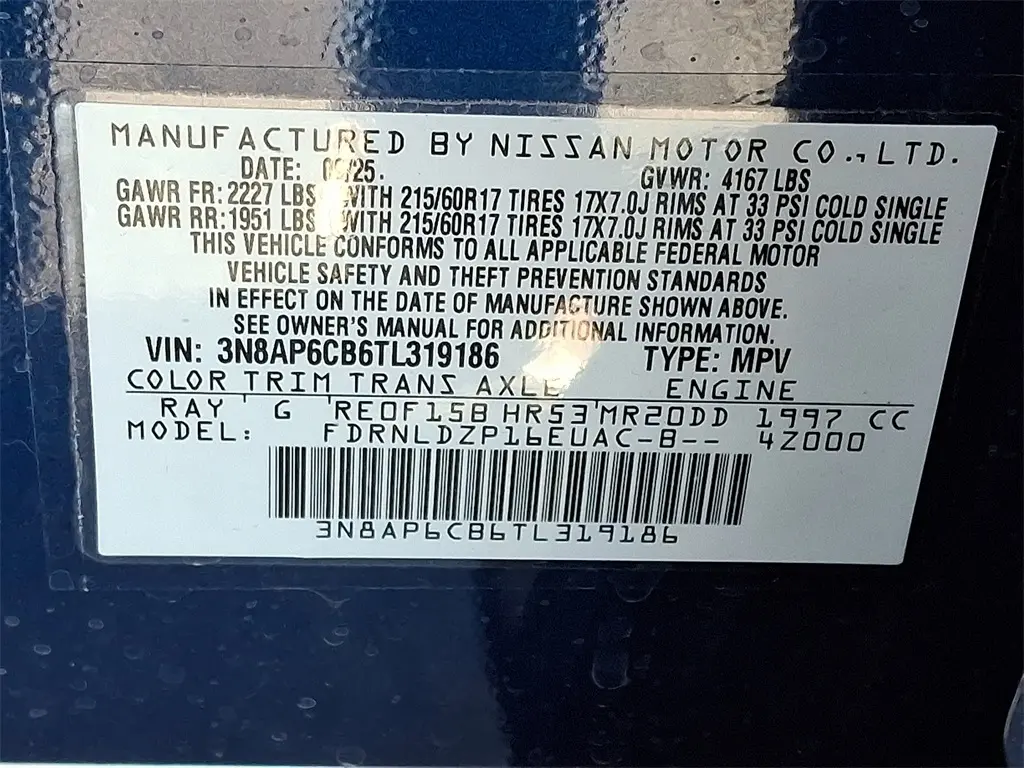 MANUFACTURED BY NISSAN MOTOR CO., LTD.
DATE: 09/25. GVWR: 4167 LBS
GAWR FR: 2227 LBS WITH 215/60R17 TIRES 17X7.0J RIMS AT 33 PSI COLD SINGLE
GAWR RR: 1951 LBS WITH 215/60R17 TIRES 17X7.0J RIMS AT 33 PSI COLD SINGLE
THIS VEHICLE CONFORMS TO ALL APPLICABLE FEDERAL MOTOR
VEHICLE SAFETY AND THEFT PREVENTION STANDARDS
IN EFFECT ON THE DATE OF MANUFACTURE SHOWN ABOVE.
SEE OWNER'S MANUAL FOR ADDITIONAL INFORMATION
VIN: 3N8AP6CB6TL319186 TYPE: MPV
COLOR TRIM TRANS AXLE ENGINE
RAY G RE0F15B HR53 MR20DD 1997 CC
MODEL: FDRNLDZP16EUAC-B-- 4Z000
3N8AP6CB6TL319186